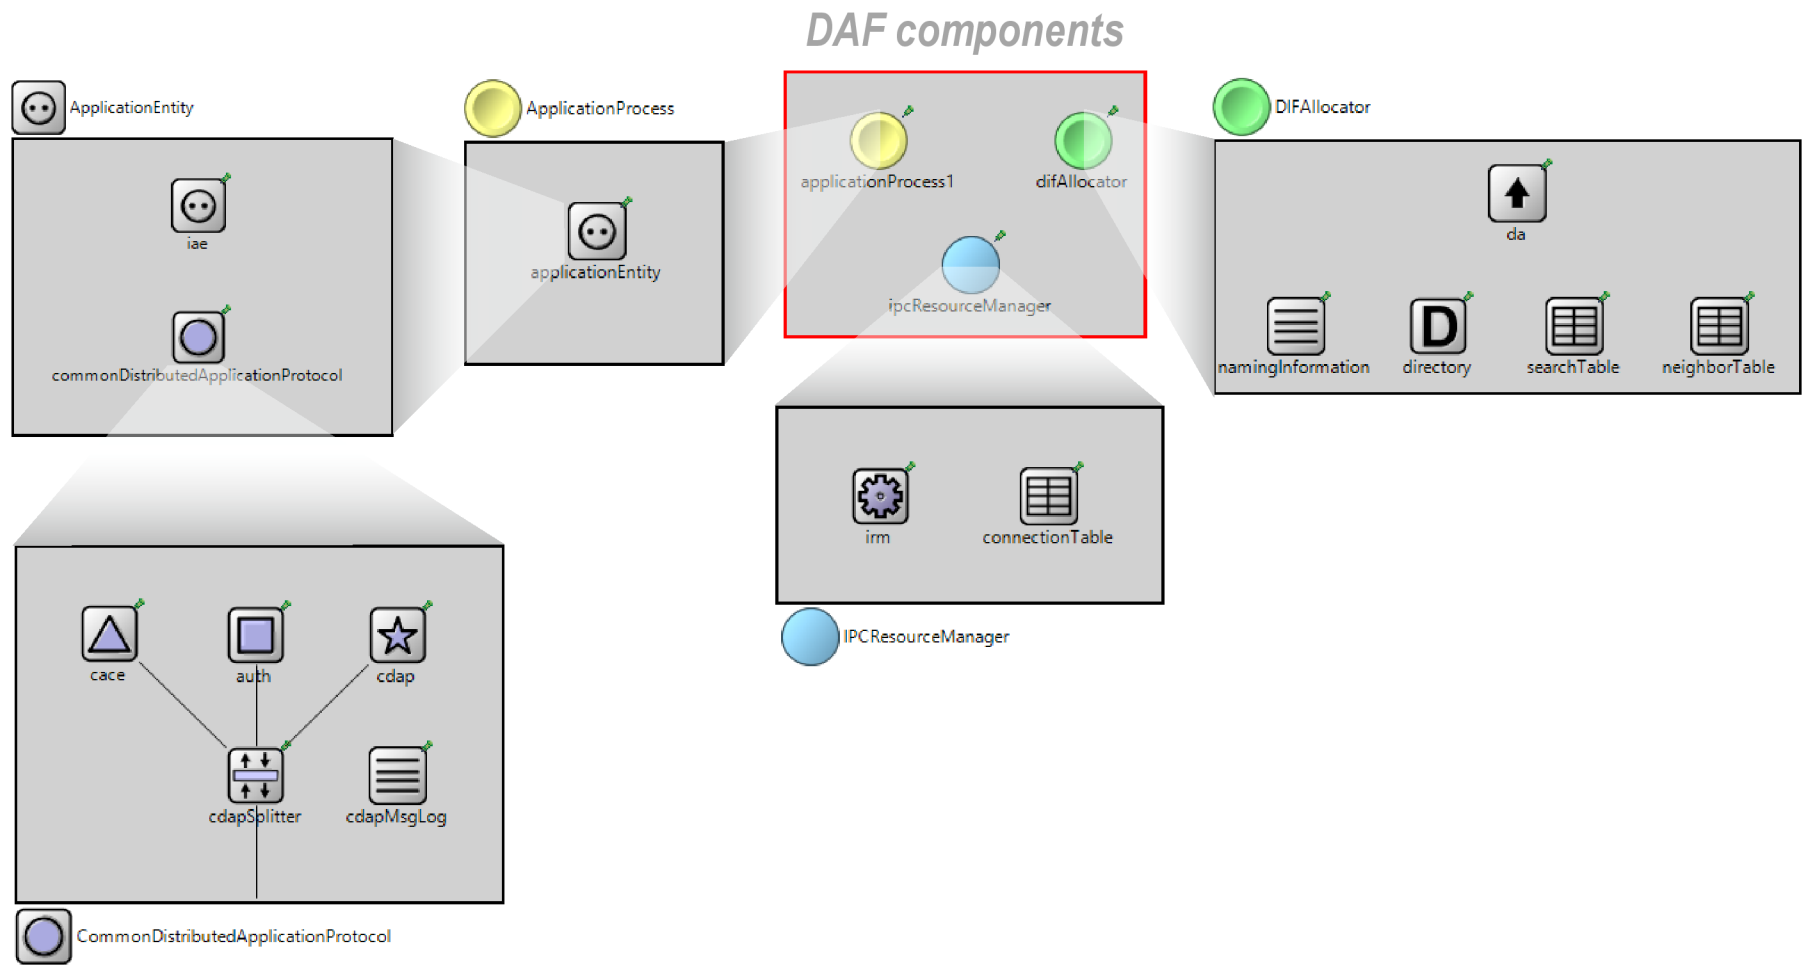 DAF components
ApplicationEntity
iae
commonDistributedApplicationProtocol
ApplicationProcess
applicationEntity
applicationProcess1
difAllocator
ipcResourceManager
DIFAllocator
da
namingInformation
D
directory
searchTable
neighborTable
irm
connectionTable
IPCResourceManager
cace
auth
cdap
cdapSplitter
cdapMsgLog
CommonDistributedApplicationProtocol